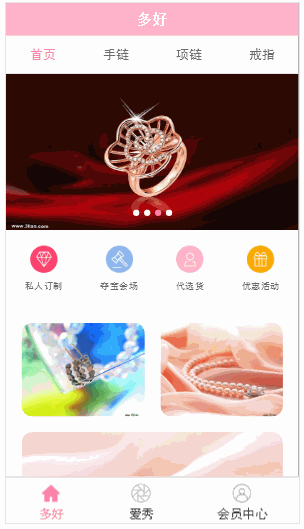 多好
首页 手链 项链 戒指
www.3lian.com
私人订制 夺宝会场 代选货 优惠活动
多好 爱秀 会员中心